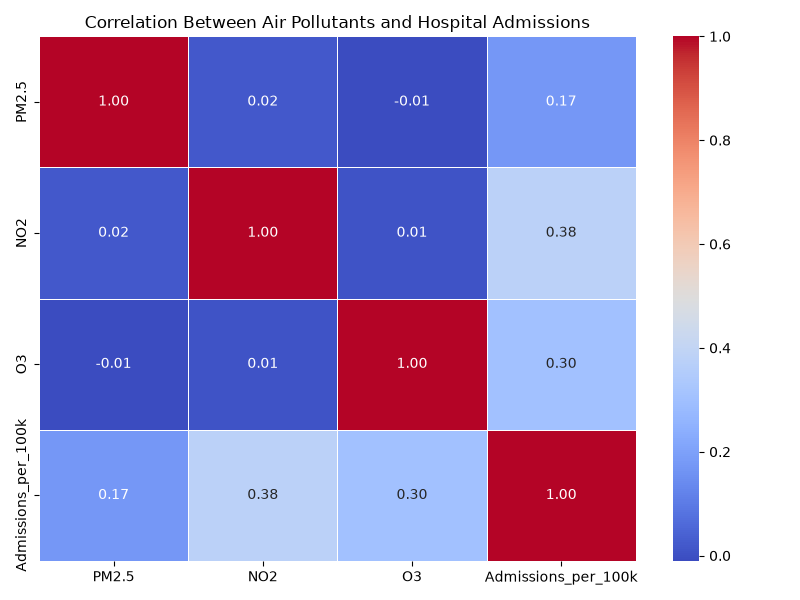 Correlation Between Air Pollutants and Hospital Admissions
PM2.5
1.00 0.02 -0.01 0.17
NO2
0.02 1.00 0.01 0.38
O3
-0.01 0.01 1.00 0.30
Admissions_per_100k
0.17 0.38 0.30 1.00
PM2.5 NO2 O3 Admissions_per_100k
1.0
0.8
0.6
0.4
0.2
0.0